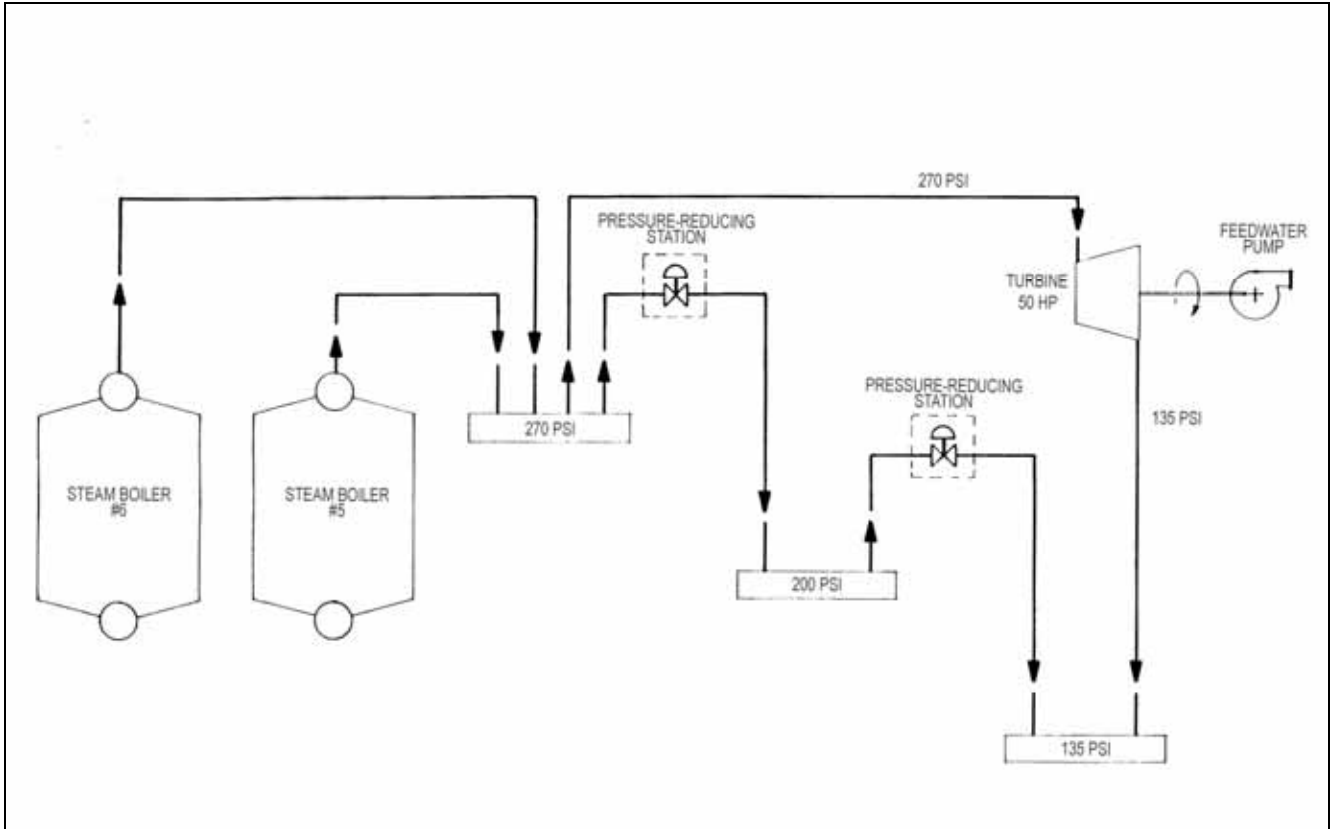 270 PSI
PRESSURE-REDUCING
STATION
FEEDWATER
PUMP
TURBINE
50 HP
PRESSURE-REDUCING
STATION
135 PSI
270 PSI
STEAM BOILER
#6
STEAM BOILER
#5
200 PSI
135 PSI